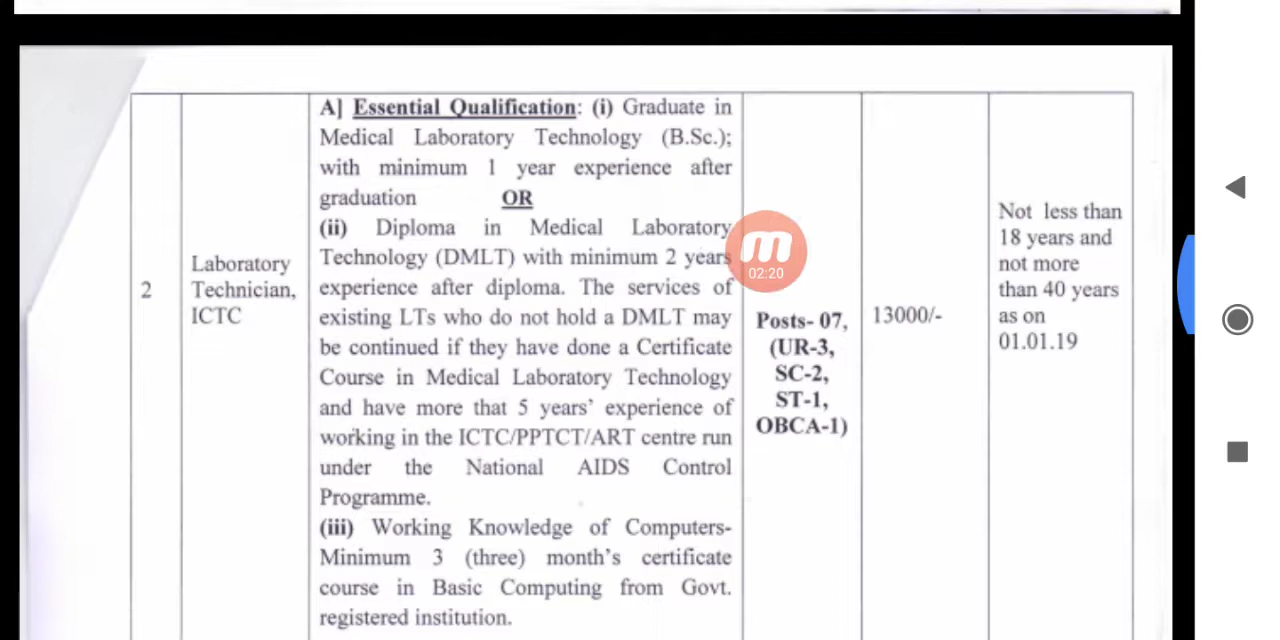 2
Laboratory
Technician,
ICTC
A] Essential Qualification: (i) Graduate in
Medical Laboratory Technology (B.Sc.);
with minimum 1 year experience after
graduation OR
(ii) Diploma in Medical Laboratory
Technology (DMLT) with minimum 2 years
experience after diploma. The services of
existing LTs who do not hold a DMLT may
be continued if they have done a Certificate
Course in Medical Laboratory Technology
and have more that 5 years' experience of
working in the ICTC/PPTCT/ART centre run
under the National AIDS Control
Programme.
(iii) Working Knowledge of Computers-
Minimum 3 (three) month's certificate
course in Basic Computing from Govt.
registered institution.
02:20
Posts- 07,
(UR-3,
SC-2,
ST-1,
OBCA-1)
13000/-
Not less than
18 years and
not more
than 40 years
as on
01.01.19